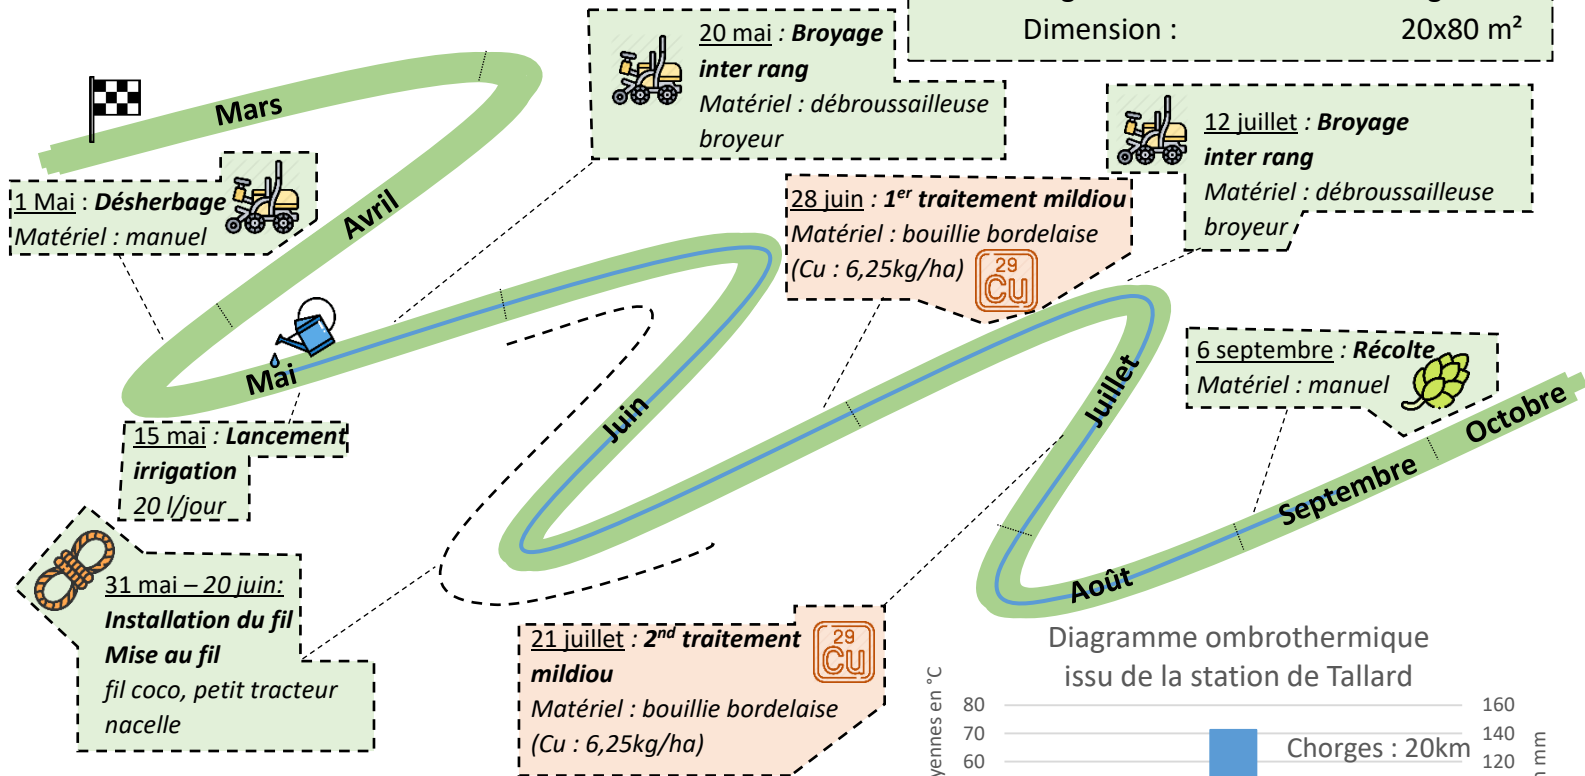 Dimension : 20x80 m²
20 mai : Broyage
inter rang
Matériel : débroussailleuse
broyeur
Mars
12 juillet : Broyage
inter rang
Matériel : débroussailleuse
broyeur
1 Mai : Désherbage
Matériel : manuel
Avril
28 juin : 1er traitement mildiou
Matériel : bouillie bordelaise
(Cu : 6,25kg/ha)
29
Cu
Mai
Juin
Juillet
6 septembre : Récolte
Matériel : manuel
Octobre
Septembre
Août
15 mai : Lancement
irrigation
20 l/jour
31 mai – 20 juin:
Installation du fil
Mise au fil
fil coco, petit tracteur
nacelle
21 juillet : 2nd traitement
mildiou
Matériel : bouillie bordelaise
(Cu : 6,25kg/ha)
29
Cu
Diagramme ombrothermique
issu de la station de Tallard
80
70
60
yennes en °C
Chorges : 20km
160
140
120
mm